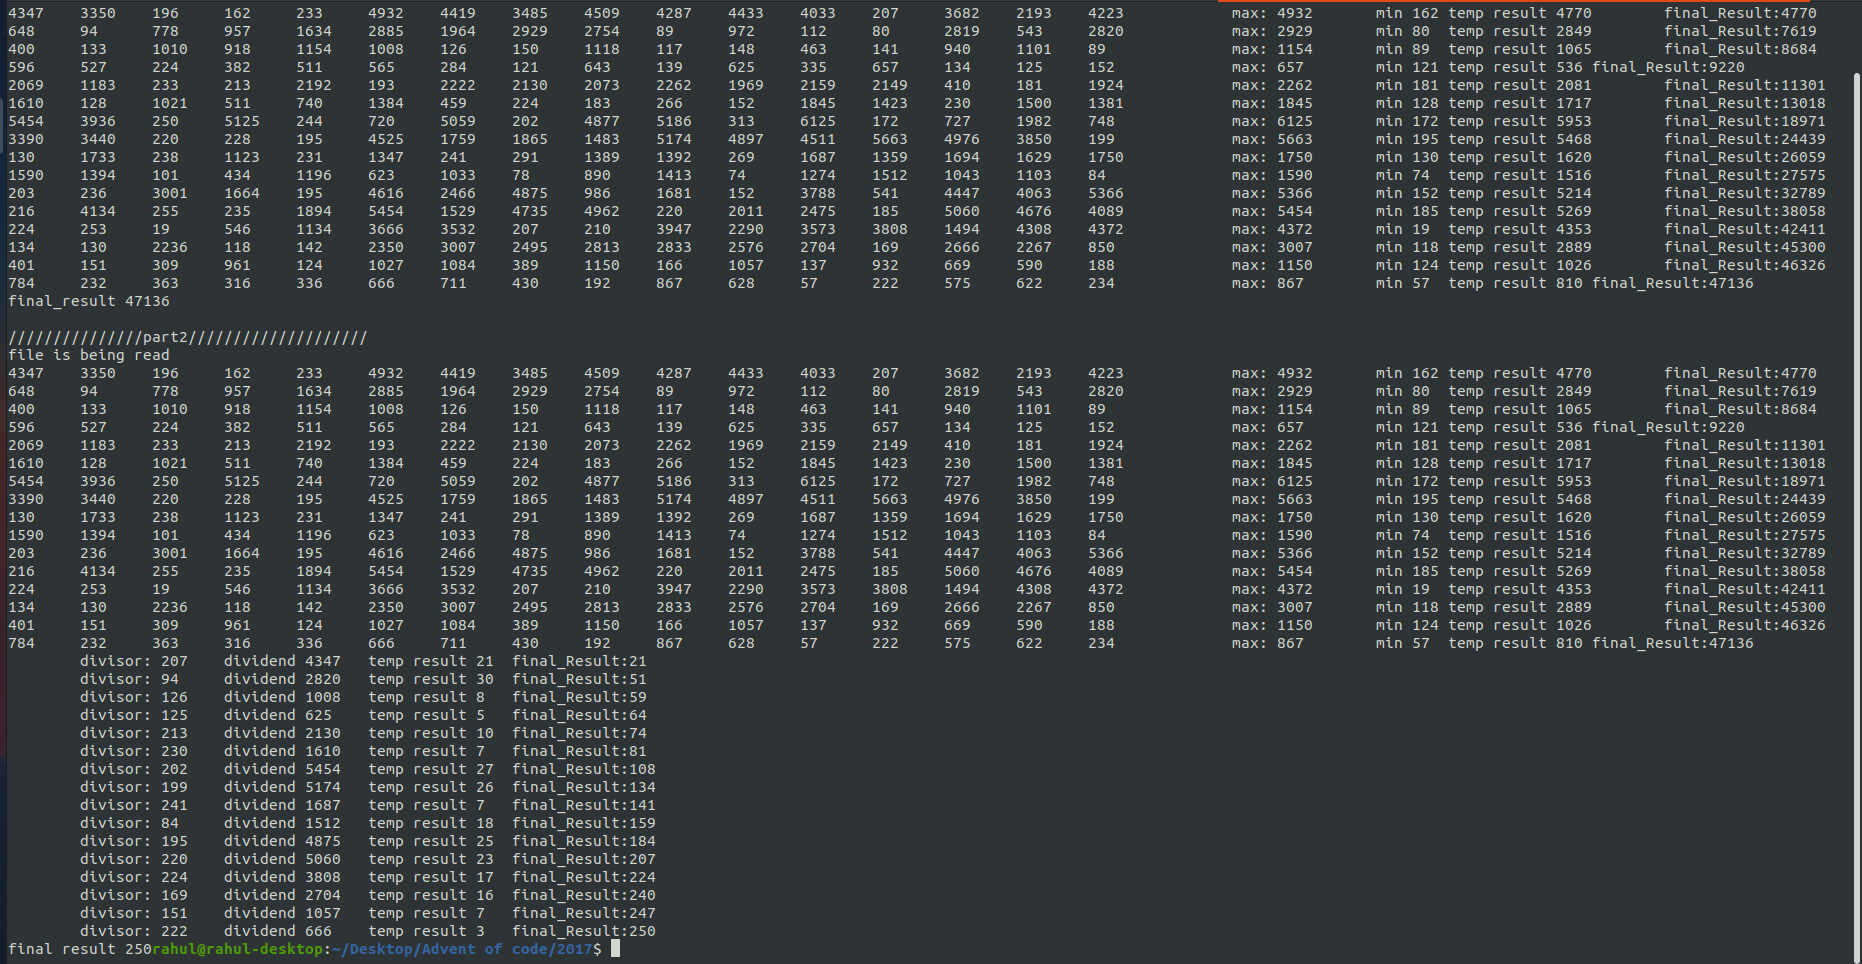 4347 3350 196 162 233 4932 4419 3485 4509 4287 4433 4033 207 3682 2193 4223 max: 4932 min 162 temp result 4770 final_Result:4770
648 94 778 957 1634 2885 1964 2929 2754 89 972 112 80 2819 543 2820 max: 2929 min 80 temp result 2849 final_Result:7619
400 133 1010 918 1154 1008 126 150 1118 117 148 463 141 940 1101 89 max: 1154 min 89 temp result 1065 final_Result:8684
596 527 224 382 511 565 284 121 643 139 625 335 657 134 125 152 max: 657 min 121 temp result 536 final_Result:9220
2069 1183 233 213 2192 193 2222 2130 2073 2262 1969 2159 2149 410 181 1924 max: 2262 min 181 temp result 2081 final_Result:11301
1610 128 1021 511 740 1384 459 224 183 266 152 1845 1423 230 1500 1381 max: 1845 min 128 temp result 1717 final_Result:13018
5454 3936 250 5125 244 720 5059 202 4877 5186 313 6125 172 727 1982 748 max: 6125 min 172 temp result 5953 final_Result:18971
3390 3440 220 228 195 4525 1759 1865 1483 5174 4897 4511 5663 4976 3850 199 max: 5663 min 195 temp result 5468 final_Result:24439
130 1733 238 1123 231 1347 241 291 1389 1392 269 1687 1359 1694 1629 1750 max: 1750 min 130 temp result 1620 final_Result:26059
1590 1394 101 434 1196 623 1033 78 890 1413 74 1274 1512 1043 1103 84 max: 1590 min 74 temp result 1516 final_Result:27575
203 236 3001 1664 195 4616 2466 4875 986 1681 152 3788 541 4447 4063 5366 max: 5366 min 152 temp result 5214 final_Result:32789
216 4134 255 235 1894 5454 1529 4735 4962 220 2011 2475 185 5060 4676 4089 max: 5454 min 185 temp result 5269 final_Result:38058
224 253 19 546 1134 3666 3532 207 210 3947 2290 3573 3808 1494 4308 4372 max: 4372 min 19 temp result 4353 final_Result:42411
134 130 2236 118 142 2350 3007 2495 2813 2833 2576 2704 169 2666 2267 850 max: 3007 min 118 temp result 2889 final_Result:45300
401 151 309 961 124 1027 1084 389 1150 166 1057 137 932 669 590 188 max: 1150 min 124 temp result 1026 final_Result:46326
784 232 363 316 336 666 711 430 192 867 628 57 222 575 622 234 max: 867 min 57 temp result 810 final_Result:47136
final_result 47136
///////////////part2////////////////////
file is being read
4347 3350 196 162 233 4932 4419 3485 4509 4287 4433 4033 207 3682 2193 4223 max: 4932 min 162 temp result 4770 final_Result:4770
648 94 778 957 1634 2885 1964 2929 2754 89 972 112 80 2819 543 2820 max: 2929 min 80 temp result 2849 final_Result:7619
400 133 1010 918 1154 1008 126 150 1118 117 148 463 141 940 1101 89 max: 1154 min 89 temp result 1065 final_Result:8684
596 527 224 382 511 565 284 121 643 139 625 335 657 134 125 152 max: 657 min 121 temp result 536 final_Result:9220
2069 1183 233 213 2192 193 2222 2130 2073 2262 1969 2159 2149 410 181 1924 max: 2262 min 181 temp result 2081 final_Result:11301
1610 128 1021 511 740 1384 459 224 183 266 152 1845 1423 230 1500 1381 max: 1845 min 128 temp result 1717 final_Result:13018
5454 3936 250 5125 244 720 5059 202 4877 5186 313 6125 172 727 1982 748 max: 6125 min 172 temp result 5953 final_Result:18971
3390 3440 220 228 195 4525 1759 1865 1483 5174 4897 4511 5663 4976 3850 199 max: 5663 min 195 temp result 5468 final_Result:24439
130 1733 238 1123 231 1347 241 291 1389 1392 269 1687 1359 1694 1629 1750 max: 1750 min 130 temp result 1620 final_Result:26059
1590 1394 101 434 1196 623 1033 78 890 1413 74 1274 1512 1043 1103 84 max: 1590 min 74 temp result 1516 final_Result:27575
203 236 3001 1664 195 4616 2466 4875 986 1681 152 3788 541 4447 4063 5366 max: 5366 min 152 temp result 5214 final_Result:32789
216 4134 255 235 1894 5454 1529 4735 4962 220 2011 2475 185 5060 4676 4089 max: 5454 min 185 temp result 5269 final_Result:38058
224 253 19 546 1134 3666 3532 207 210 3947 2290 3573 3808 1494 4308 4372 max: 4372 min 19 temp result 4353 final_Result:42411
134 130 2236 118 142 2350 3007 2495 2813 2833 2576 2704 169 2666 2267 850 max: 3007 min 118 temp result 2889 final_Result:45300
401 151 309 961 124 1027 1084 389 1150 166 1057 137 932 669 590 188 max: 1150 min 124 temp result 1026 final_Result:46326
784 232 363 316 336 666 711 430 192 867 628 57 222 575 622 234 max: 867 min 57 temp result 810 final_Result:47136
divisor: 207 dividend 4347 temp result 21 final_Result:21
divisor: 94 dividend 2820 temp result 30 final_Result:51
divisor: 126 dividend 1008 temp result 8 final_Result:59
divisor: 125 dividend 625 temp result 5 final_Result:64
divisor: 213 dividend 2130 temp result 10 final_Result:74
divisor: 230 dividend 1610 temp result 7 final_Result:81
divisor: 202 dividend 5454 temp result 27 final_Result:108
divisor: 199 dividend 5174 temp result 26 final_Result:134
divisor: 241 dividend 1687 temp result 7 final_Result:141
divisor: 84 dividend 1512 temp result 18 final_Result:159
divisor: 195 dividend 4875 temp result 25 final_Result:184
divisor: 220 dividend 5060 temp result 23 final_Result:207
divisor: 224 dividend 3808 temp result 17 final_Result:224
divisor: 169 dividend 2704 temp result 16 final_Result:240
divisor: 151 dividend 1057 temp result 7 final_Result:247
divisor: 222 dividend 666 temp result 3 final_Result:250
final result 250rahul@rahul-desktop:~/Desktop/Advent of code/2017$